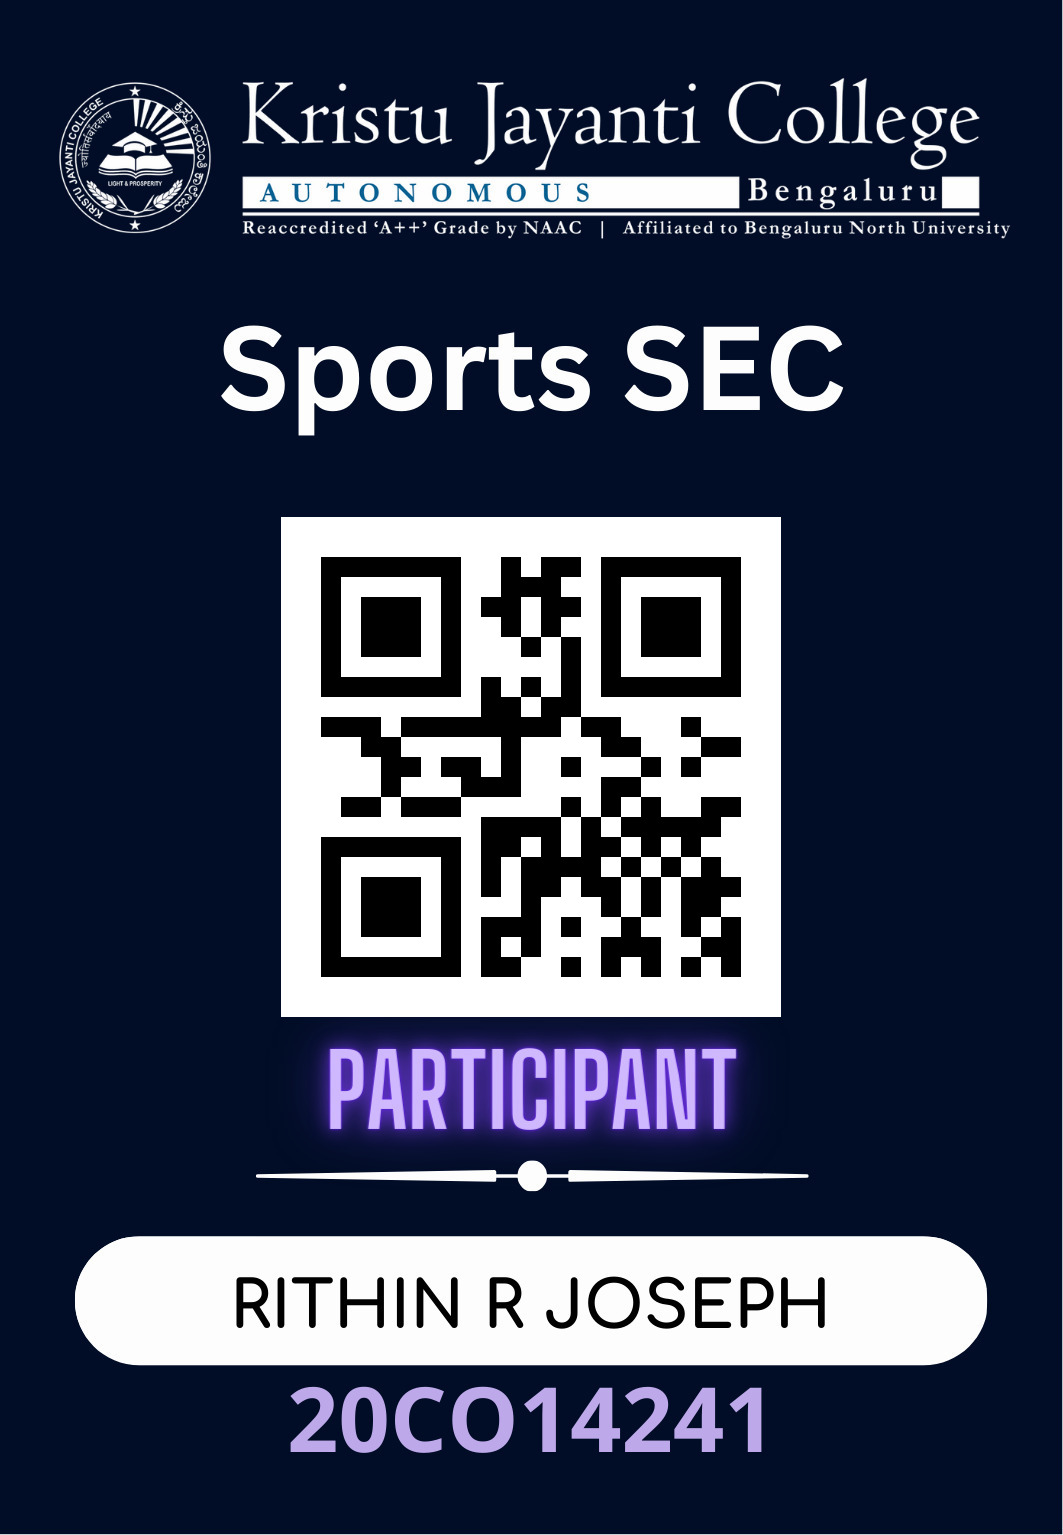 Kristu Jayanti College
AUTONOMOUS Bengaluru
Reaccredited ‘A++’ Grade by NAAC | Affiliated to Bengaluru North University
KRISTU JAYANTI COLLEGE
LIGHT & PROSPERITY
Sports SEC
PARTICIPANT
RITHIN R JOSEPH
20CO14241